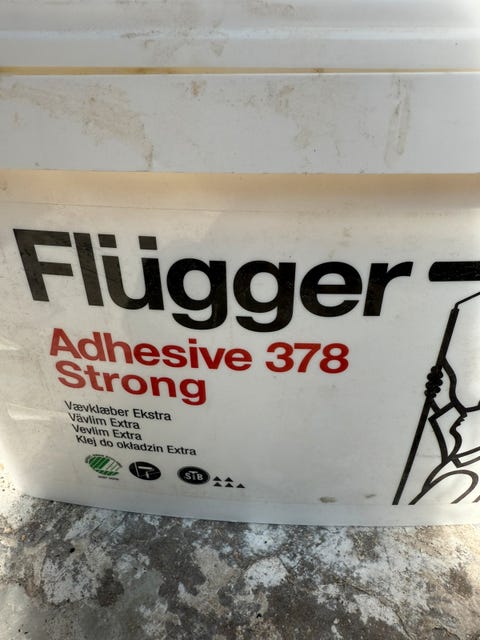 Flügger
Adhesive 378
Strong
Vævklæber Ekstra
Vävlim Extra
Vevlim Extra
Klej do okładzin Extra
STB